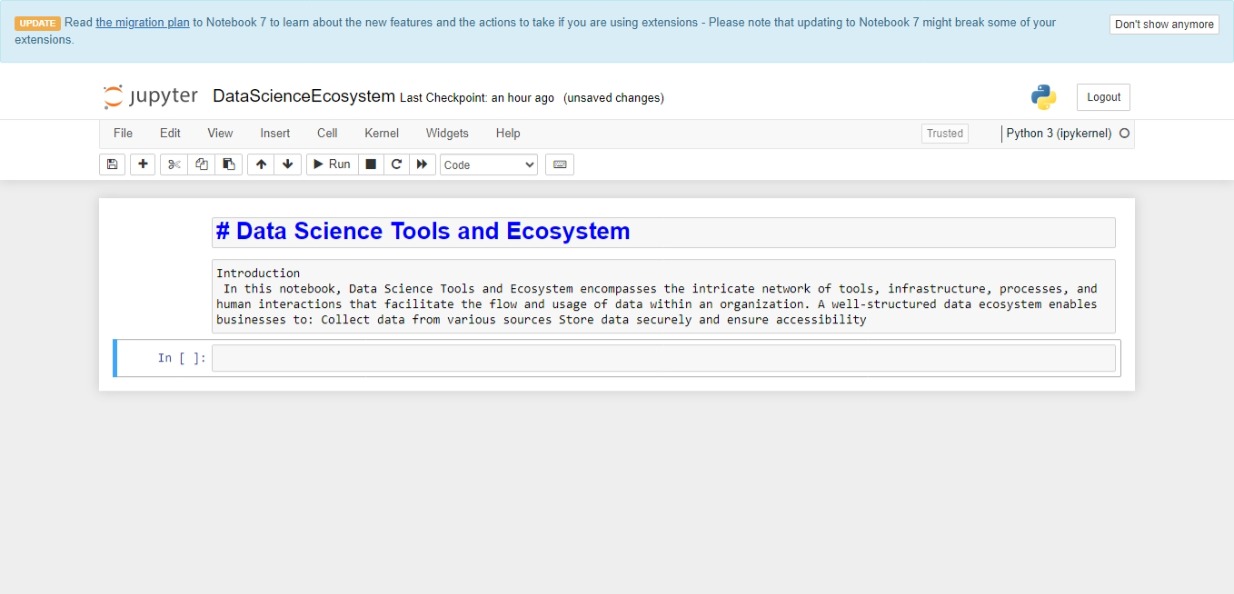 UPDATE Read the migration plan to Notebook 7 to learn about the new features and the actions to take if you are using extensions - Please note that updating to Notebook 7 might break some of your
extensions.
Don't show anymore
jupyter DataScienceEcosystem Last Checkpoint: an hour ago (unsaved changes)
Logout
File Edit View Insert Cell Kernel Widgets Help
Trusted
Python 3 (ipykernel)
Run
Code
# Data Science Tools and Ecosystem
Introduction
In this notebook, Data Science Tools and Ecosystem encompasses the intricate network of tools, infrastructure, processes, and
human interactions that facilitate the flow and usage of data within an organization. A well-structured data ecosystem enables
businesses to: Collect data from various sources Store data securely and ensure accessibility
In [ ]: